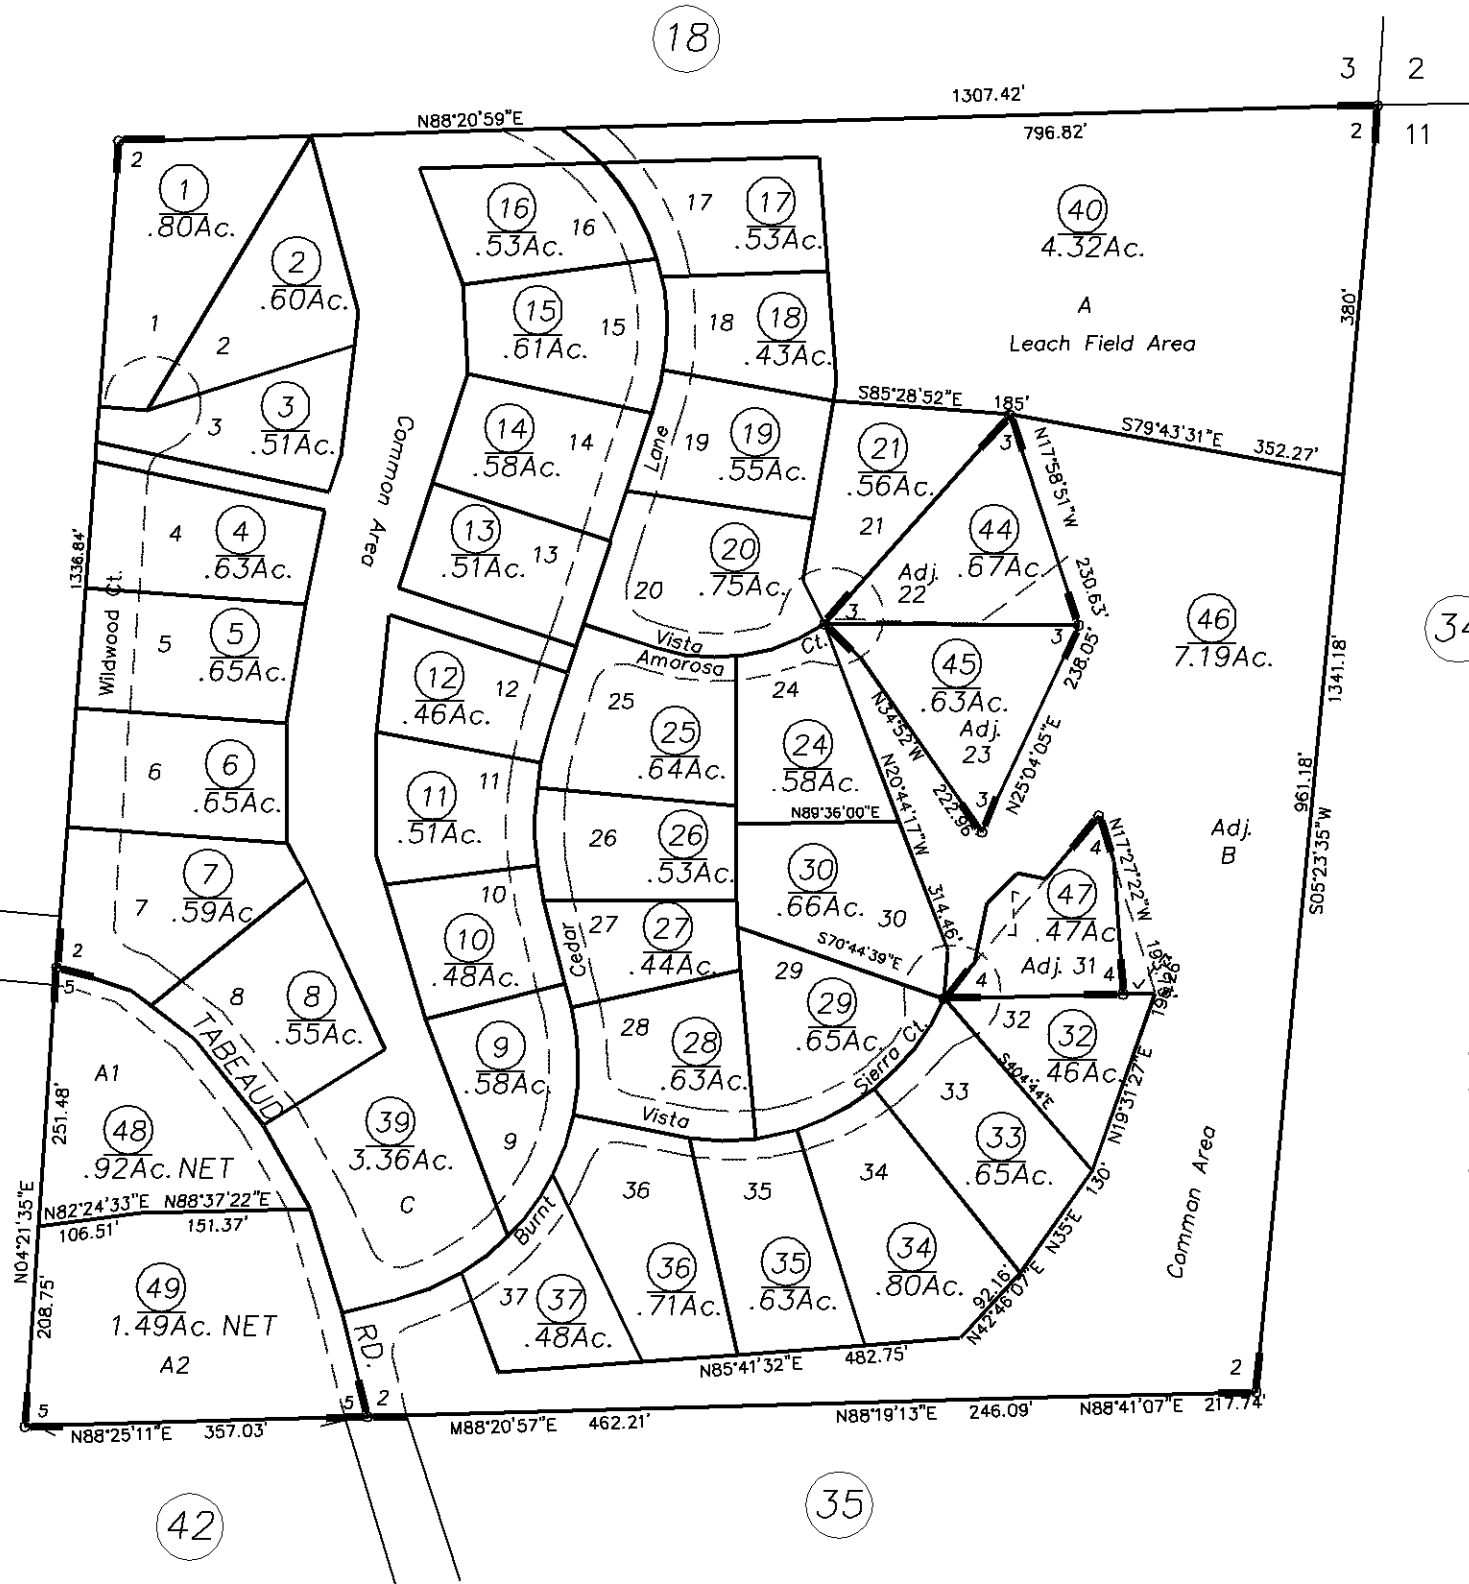 18
3 2
2 11
N88°20'59"E
1307.42'
796.82'
2
1
.80Ac.
1
2
.60Ac.
2
3
.51Ac.
3
16
.53Ac.
16
17
17
.53Ac.
40
4.32Ac.
A
Leach Field Area
380'
15
.61Ac.
15
18
18
.43Ac.
S85°28'52"E
185'
S79°43'31"E
352.27'
Common Area
14
.58Ac.
14
Lane
19
19
.55Ac.
21
.56Ac.
21
3
N17°58'51"W
230.63'
44
.67Ac.
Adj.
22
1336.84'
4
4
.63Ac.
13
.51Ac.
13
20
.75Ac.
20
3
3
Wildwood Ct.
5
5
.65Ac.
Vista
Amorosa
Ct.
45
.63Ac.
Adj.
23
238.05'
N25°04'05"E
46
7.19Ac.
34
1341.18'
12
.46Ac.
12
25
25
.64Ac.
24
24
.58Ac.
N34°52'W
222.96
3
N20°44'17"W
314.46'
6
6
.65Ac.
11
.51Ac.
11
26
26
.53Ac.
N89°36'00"E
961.18'
S05°23'35"W
Adj.
B
7
7
.59Ac.
10
10
.48Ac.
Cedar
27
27
.44Ac.
30
.66Ac.
30
S70°44'39"E
4
N17°27'22"W
47
.47Ac
Adj. 31
4
4
2
5
8
8
.55Ac.
TABEAUD
9
.58Ac.
9
28
28
.63Ac.
29
29
.65Ac.
Sierra Ct.
32
32
.46Ac.
S404'44"E
N19°31'27"E
A1
251.48'
48
.92Ac. NET
39
3.36Ac.
C
Vista
33
33
.65Ac.
130'
Common Area
N04°21'35"E
N82°24'33"E N88°37'22"E
106.51' 151.37'
Burnt
36
36
.71Ac.
35
35
.63Ac.
34
34
.80Ac.
N35°E
92.16'
N42°46'07"E
208.75'
49
1.49Ac. NET
A2
RD.
37
37
.48Ac.
N85°41'32"E
482.75'
2
5
5
2
N88°25'11"E 357.03'
M88°20'57"E 462.21'
N88°19'13"E 246.09'
N88°41'07"E 217.74'
42
35